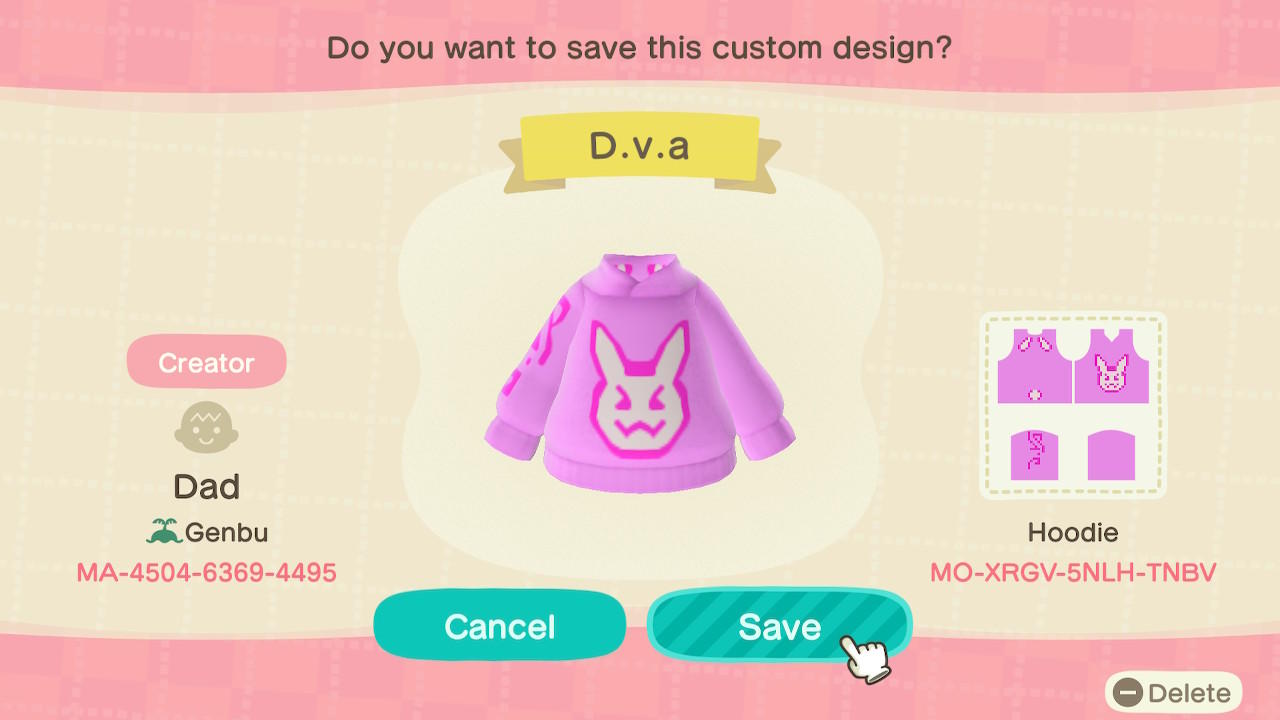 Do you want to save this custom design?
D.v.a
Creator
Dad
Genbu
MA-4504-6369-4495
Hoodie
MO-XRGV-5NLH-TNBV
Cancel
Save
Delete